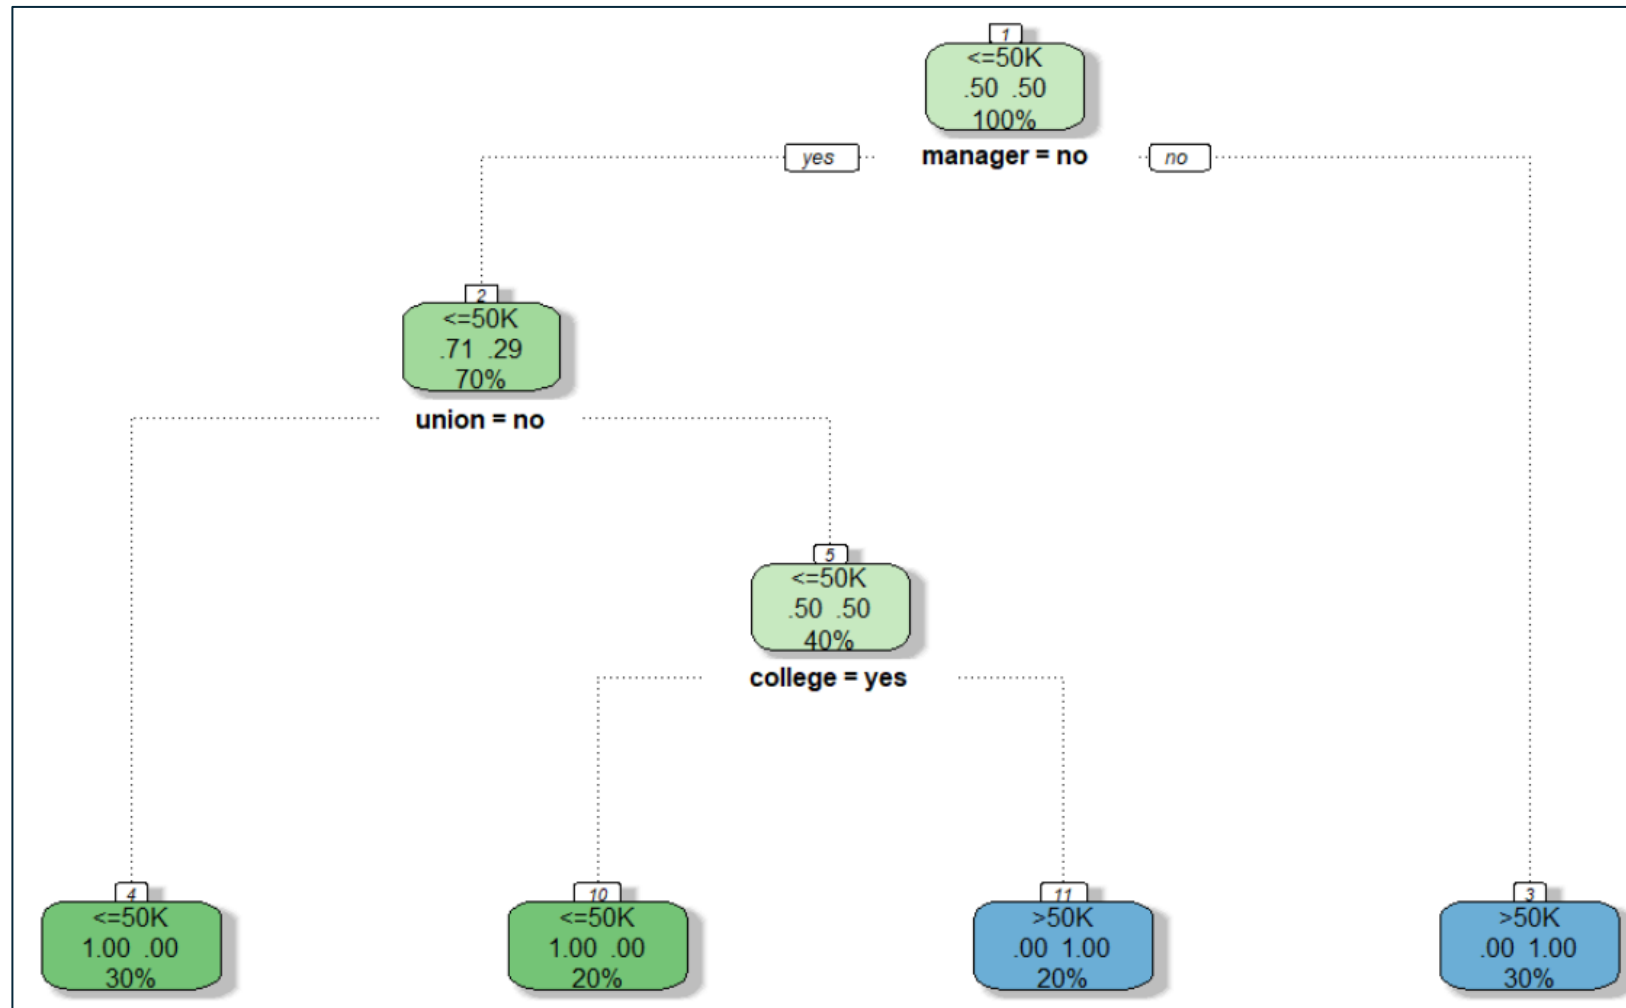 1
<=50K
.50 .50
100%
yes
manager = no
no
2
<=50K
.71 .29
70%
union = no
5
<=50K
.50 .50
40%
college = yes
4
<=50K
1.00 .00
30%
10
<=50K
1.00 .00
20%
11
>50K
.00 1.00
20%
3
>50K
.00 1.00
30%